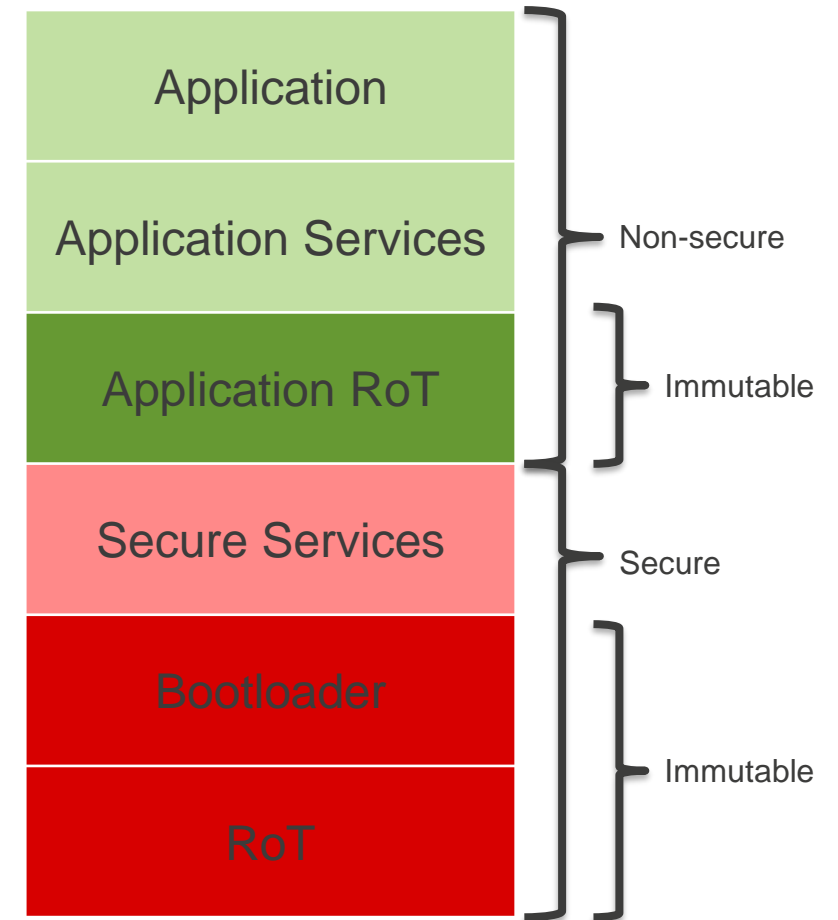 Application
Application Services
Non-secure
Application RoT
Immutable
Secure Services
Secure
Bootloader
Immutable
RoT